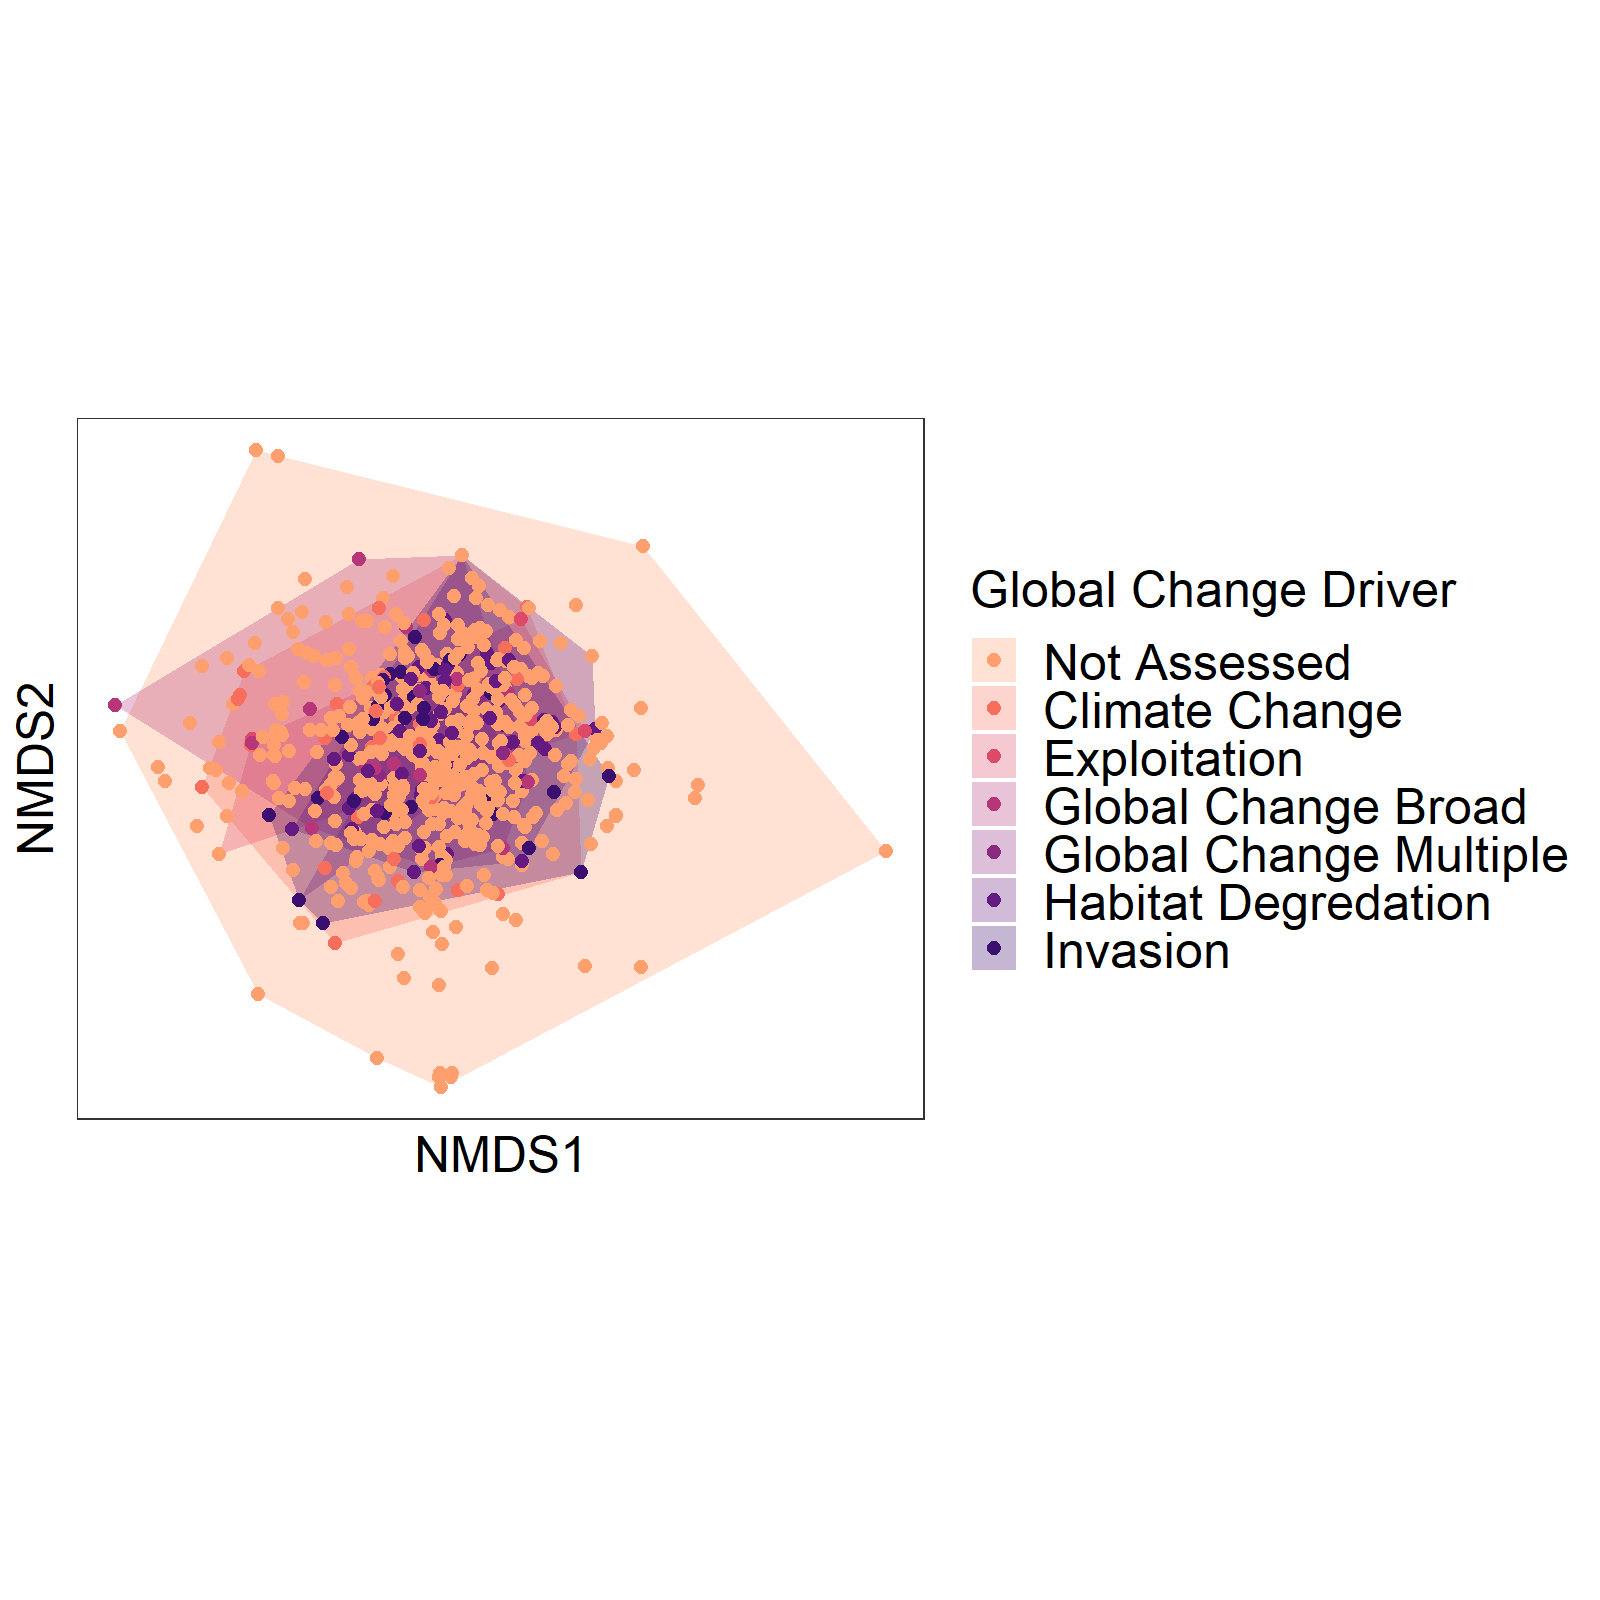 NMDS2
NMDS1
Global Change Driver
Not Assessed
Climate Change
Exploitation
Global Change Broad
Global Change Multiple
Habitat Degredation
Invasion